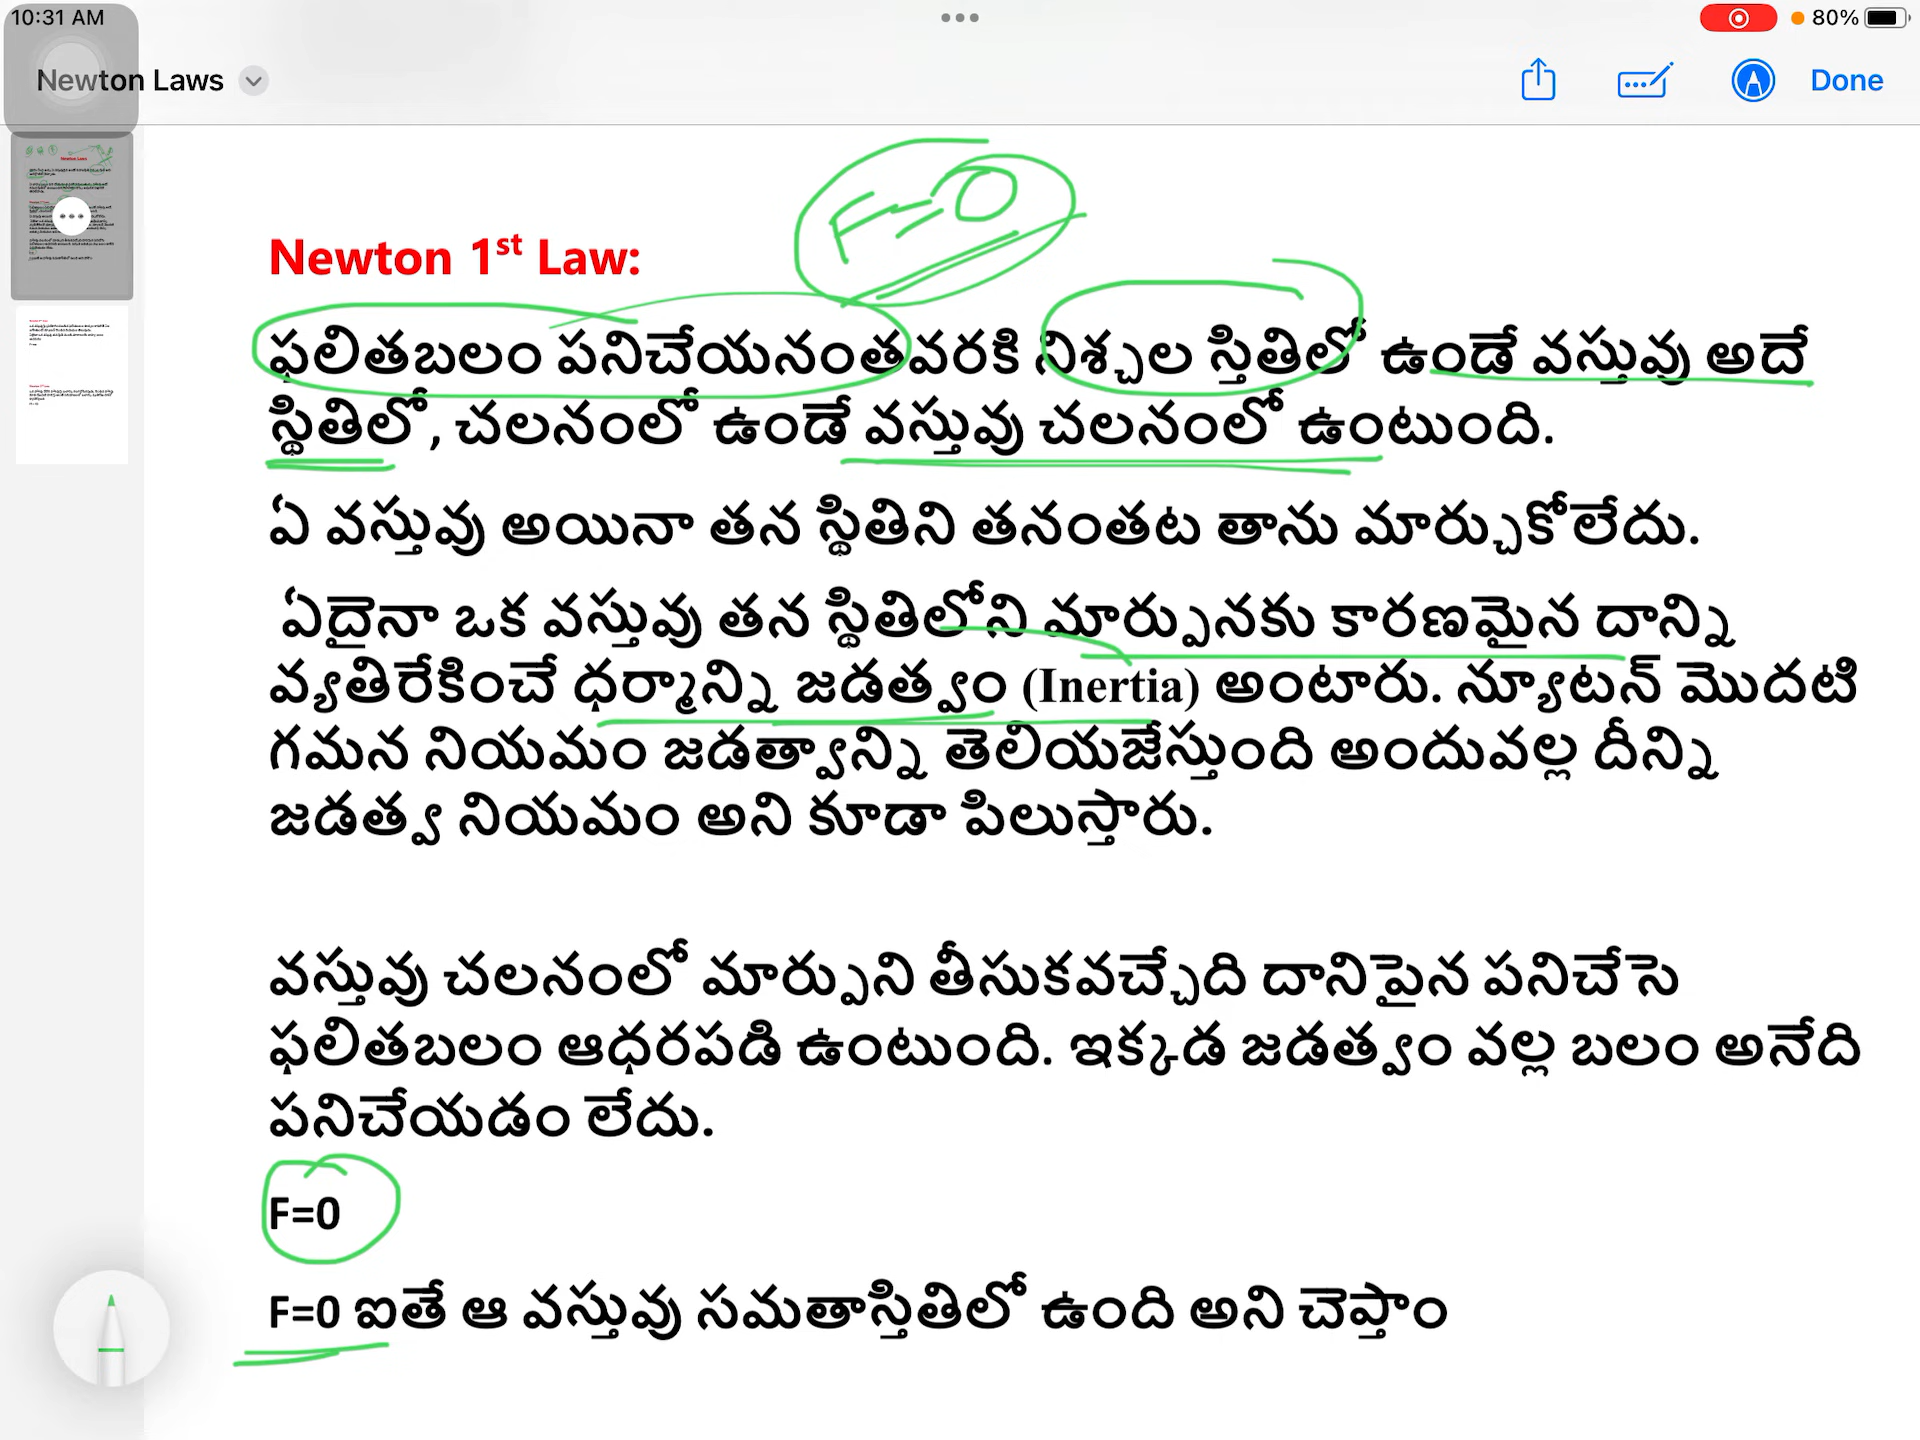 10:31 AM
80%
Newton Laws
Done
F=0
Newton 1st Law:
ఫలితబలం పనిచేయనంతవరకి నిశ్చల స్తితిలో ఉండే వస్తువు అదే
స్థితిలో, చలనంలో ఉండే వస్తువు చలనంలో ఉంటుంది.
ఏ వస్తువు అయినా తన స్థితిని తనంతట తాను మార్చుకోలేదు.
ఏదైనా ఒక వస్తువు తన స్థితిలోని మార్పునకు కారణమైన దాన్ని
వ్యతిరేకించే ధర్మాన్ని జడత్వం (Inertia) అంటారు. న్యూటన్ మొదటి
గమన నియమం జడత్వాన్ని తెలియజేస్తుంది అందువల్ల దీన్ని
జడత్వ నియమం అని కూడా పిలుస్తారు.
వస్తువు చలనంలో మార్పుని తీసుకవచ్చేది దానిపైన పనిచేసె
ఫలితబలం ఆధరపడి ఉంటుంది. ఇక్కడ జడత్వం వల్ల బలం అనేది
పనిచేయడం లేదు.
F=0
F=0 ఐతే ఆ వస్తువు సమతాస్తితిలో ఉంది అని చెప్తాం